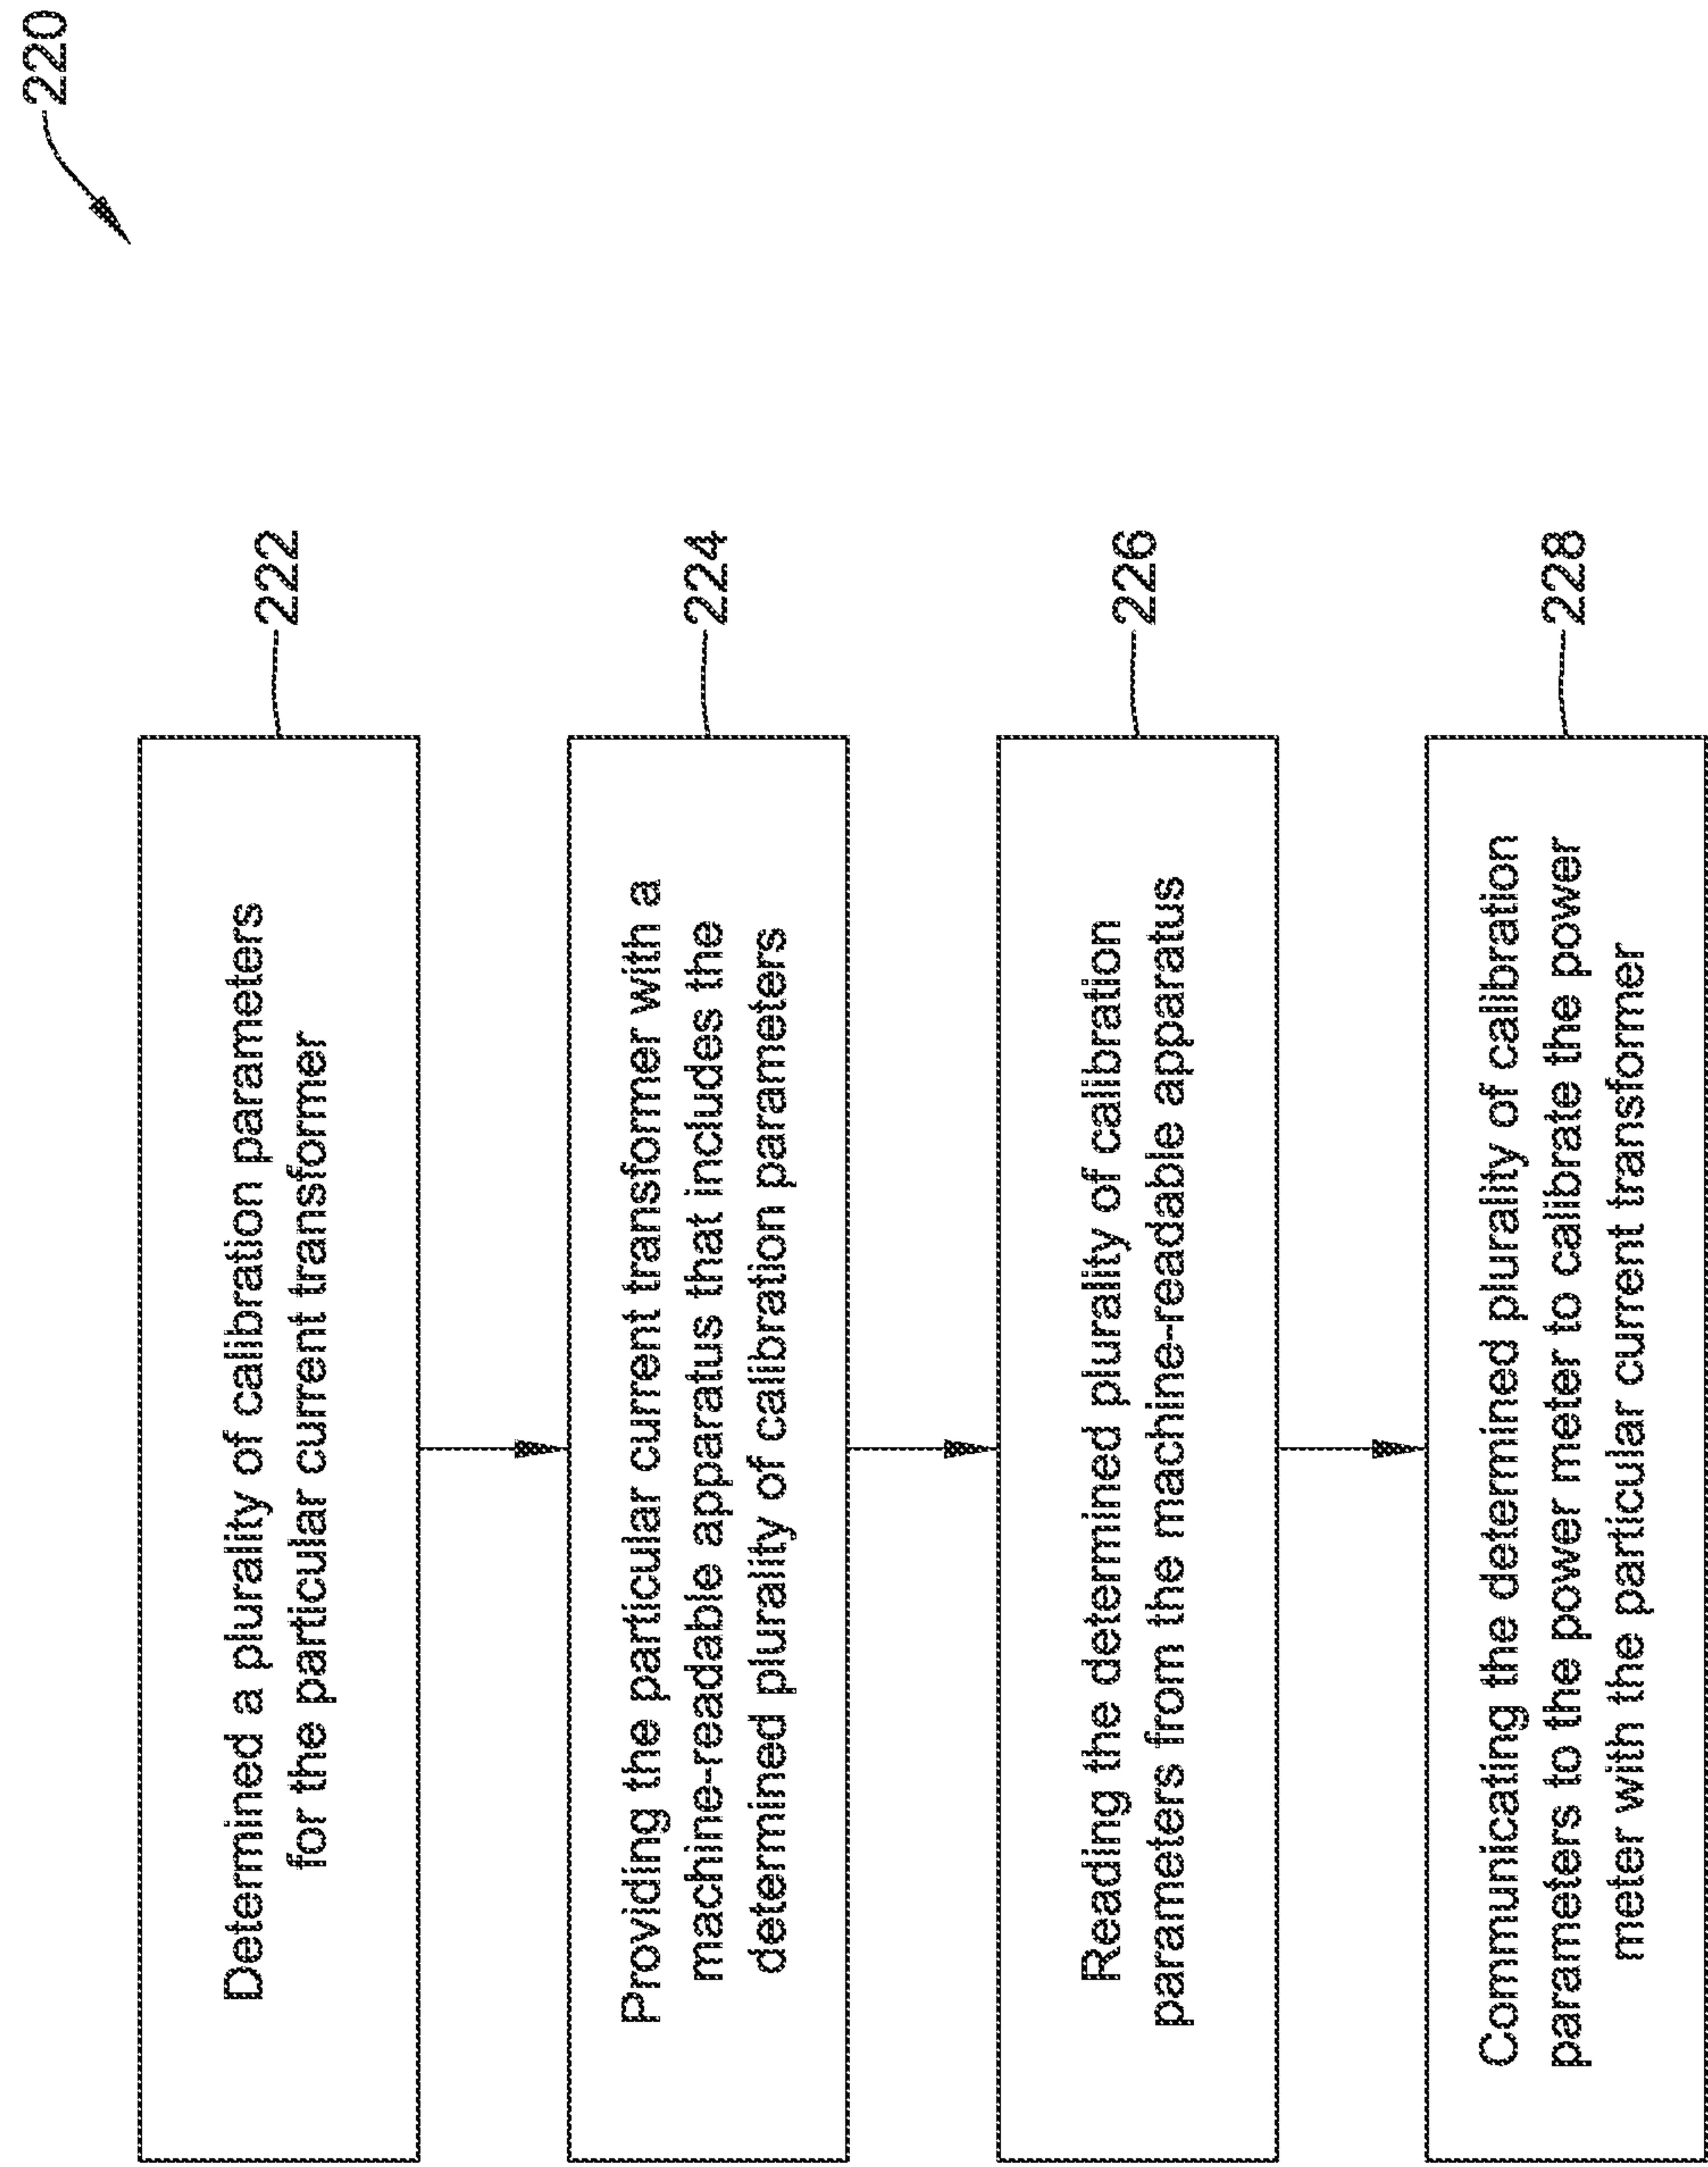 220
Determined a plurality of calibration parameters
for the particular current transformer
222
Providing the particular current transformer with a
machine-readable apparatus that includes the
determined plurality of calibration parameters
224
Reading the determined plurality of calibration
parameters from the machine-readable apparatus
226
Communicating the determined plurality of calibration
parameters to the power meter to calibrate the power
meter with the particular current transformer
228